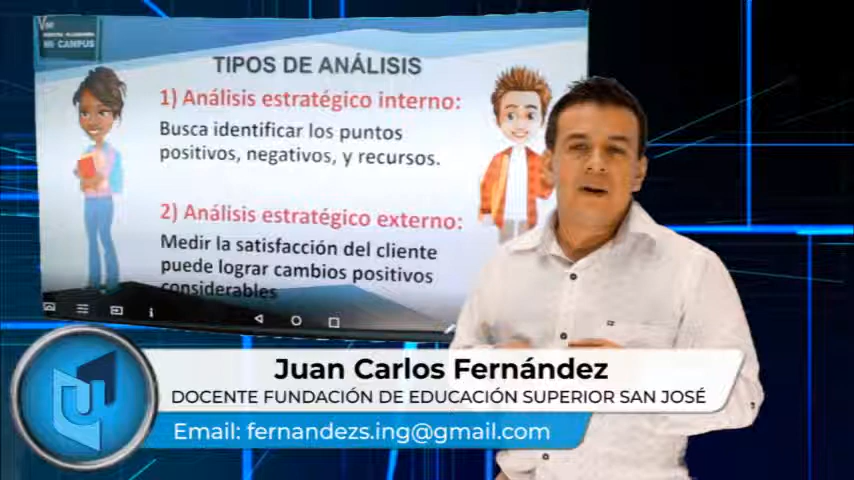 MI CAMPUS
TIPOS DE ANÁLISIS
1) Análisis estratégico interno:
Busca identificar los puntos
positivos, negativos, y recursos.
2) Análisis estratégico externo:
Medir la satisfacción del cliente
puede lograr cambios positivos
considerables
Juan Carlos Fernández
DOCENTE FUNDACIÓN DE EDUCACIÓN SUPERIOR SAN JOSÉ
Email: fernandezs.ing@gmail.com